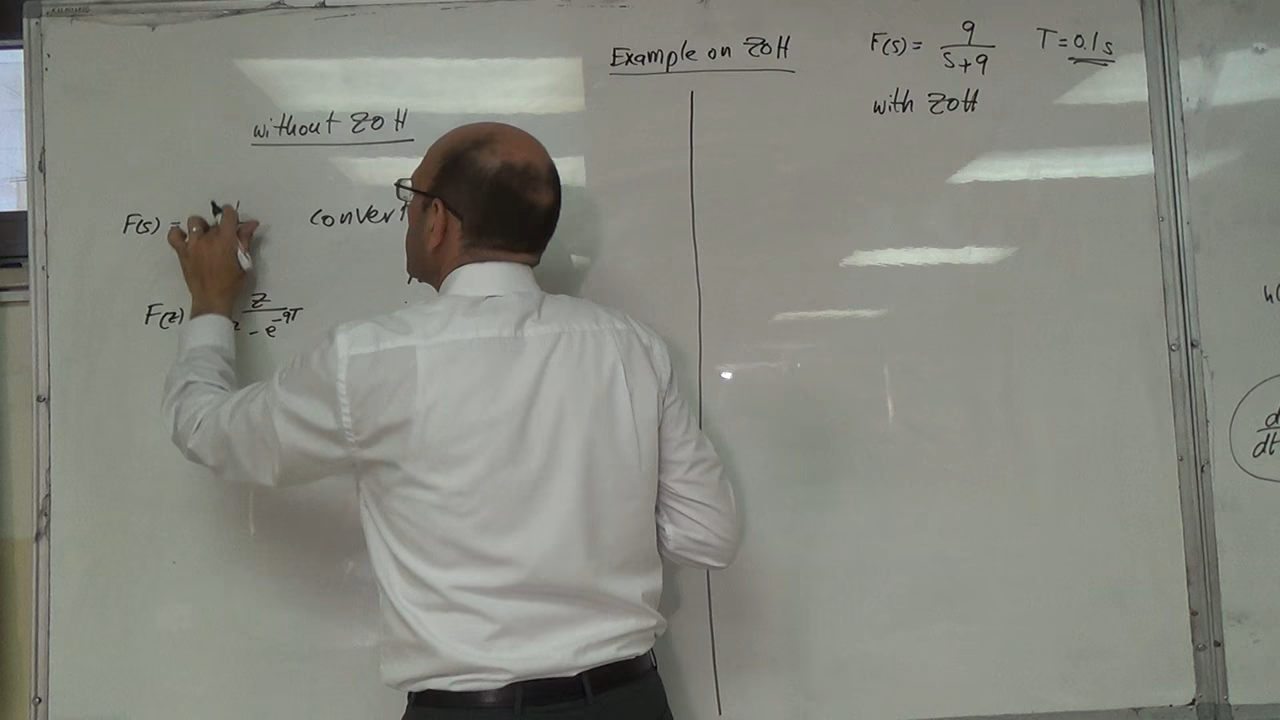 Example on ZOH
F(s) = 9 / (s+9) T = 0.1 s
with ZOH
without ZOH
F(s) =
convert
F(z)
z / - e^-9T